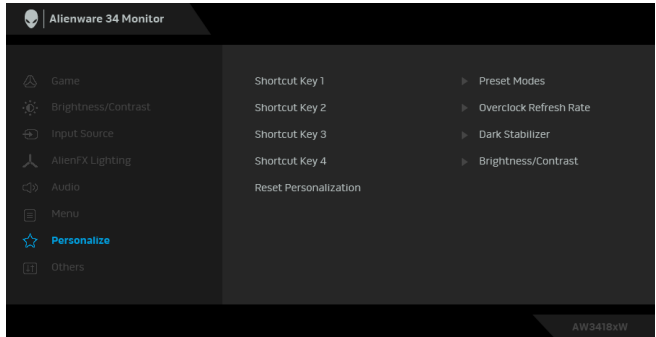 Alienware 34 Monitor
Game
Brightness/Contrast
Input Source
AlienFX Lighting
Audio
Menu
Personalize
Others
Shortcut Key 1 Preset Modes
Shortcut Key 2 Overclock Refresh Rate
Shortcut Key 3 Dark Stabilizer
Shortcut Key 4 Brightness/Contrast
Reset Personalization
AW3418xW